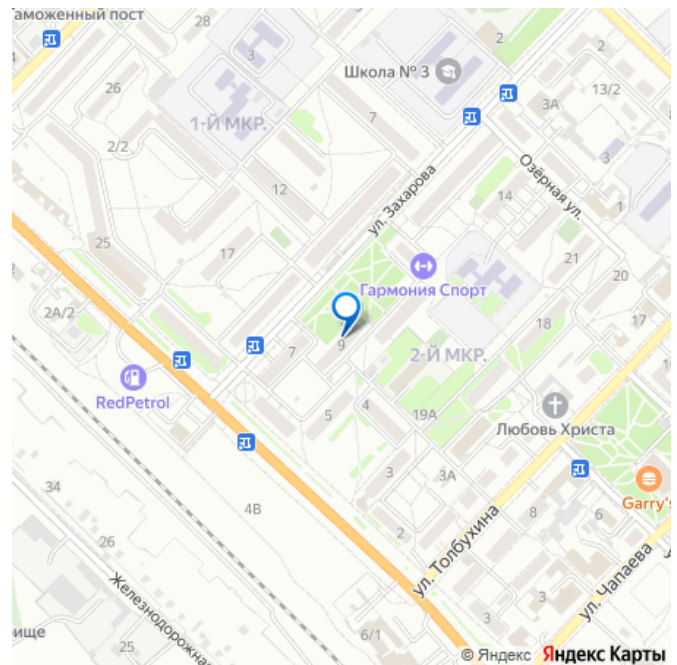 аможенный пост
28
2
2
Школа № 3
26
3
13/2
3А
7
1-Й МКР.
2/2
3
Озёрная ул.
12
ул. Захарова
14
1
25
17
21
20
Гармония Спорт
2А/2
18
17
9
7
2-Й МКР.
RedPetrol
5
4
19А
Любовь Христа
3
3А
Garry's
34
4В
8
6
ул. Толбухина
2
26
ул. Чапаева
Железнодорожная
3
3
ище
25
6/1
© Яндекс Яндекс Карты